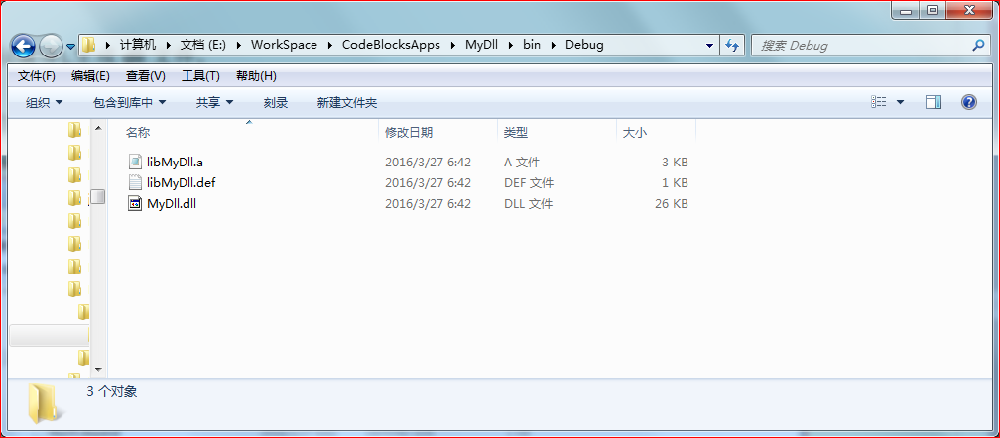 计算机 文档 (E:) WorkSpace CodeBlocksApps MyDll bin Debug 搜索 Debug
文件(F) 编辑(E) 查看(V) 工具(T) 帮助(H)
组织 包含到库中 共享 刻录 新建文件夹
名称 修改日期 类型 大小
libMyDll.a 2016/3/27 6:42 A 文件 3 KB
libMyDll.def 2016/3/27 6:42 DEF 文件 1 KB
MyDll.dll 2016/3/27 6:42 DLL 文件 26 KB
3 个对象